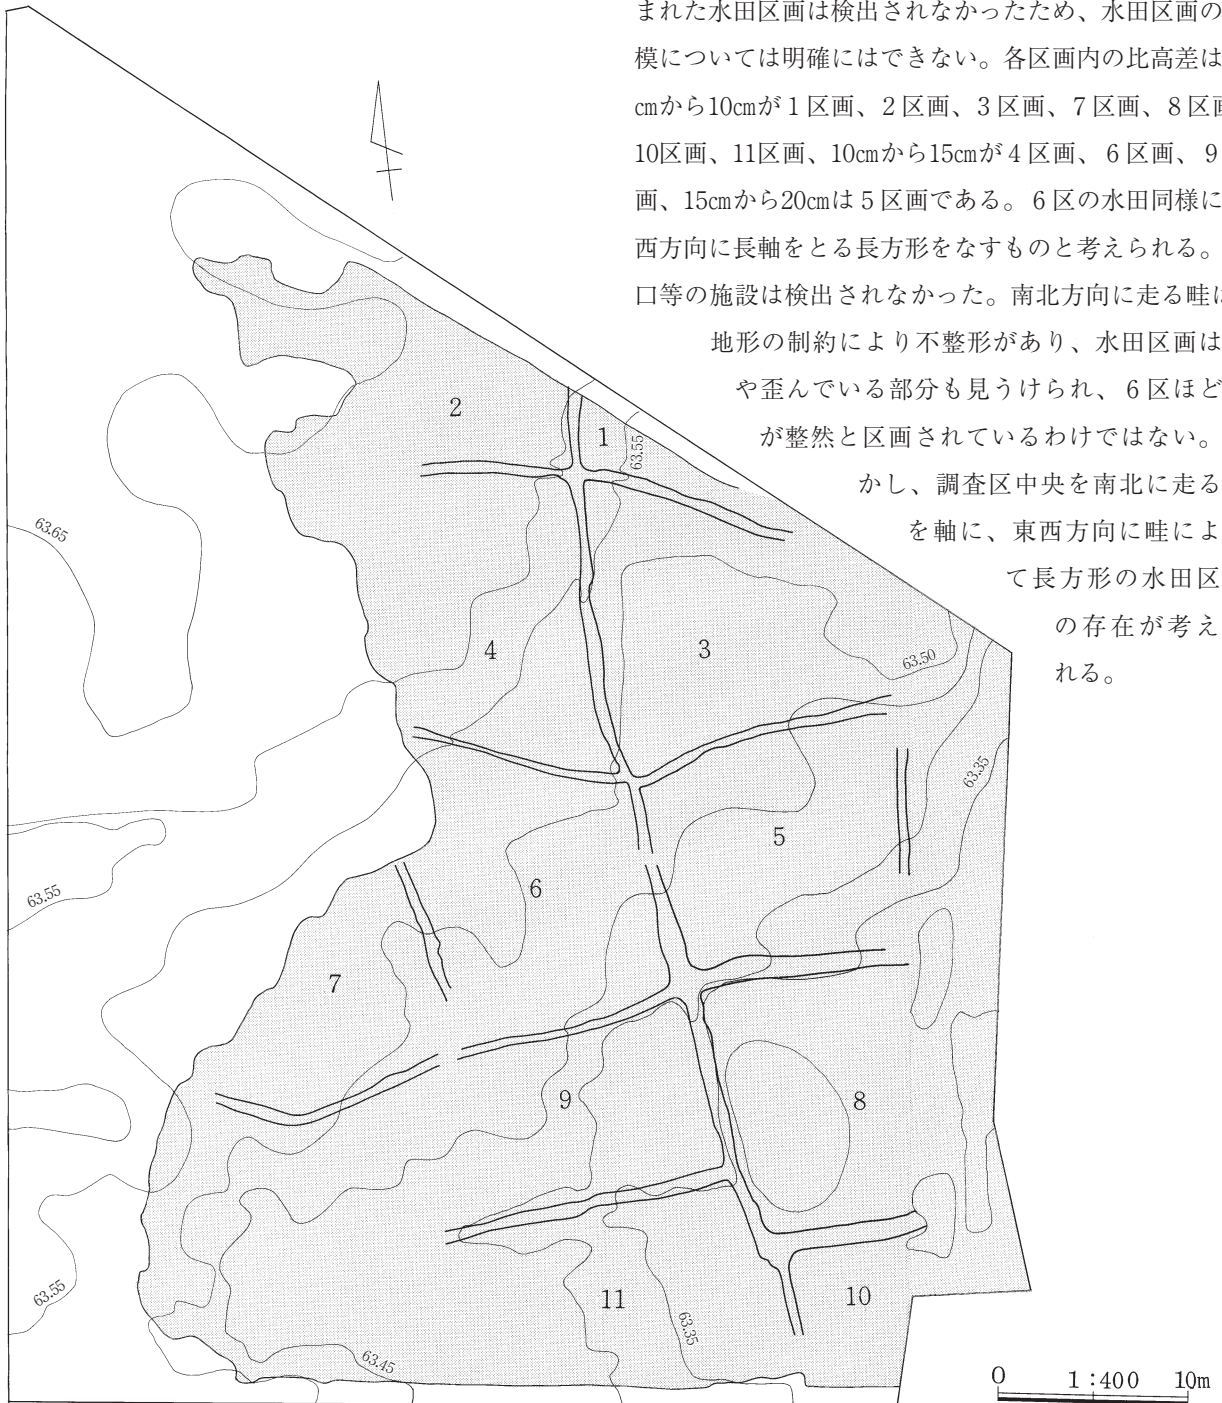 まれた水田区画は検出されなかったため、水田区画の
模については明確にはできない。各区画内の比高差は
cmから10cmが1区画、2区画、3区画、7区画、8区画
10区画、11区画、10cmから15cmが4区画、6区画、9
画、15cmから20cmは5区画である。6区の水田同様に
西方向に長軸をとる長方形をなすものと考えられる。
口等の施設は検出されなかった。南北方向に走る畦は
地形の制約により不整形があり、水田区画は
や歪んでいる部分も見うけられ、6区ほど
が整然と区画されているわけではない。
かし、調査区中央を南北に走る
を軸に、東西方向に畦によ
て長方形の水田区
の存在が考え
れる。
2
1
63.55
63.65
4
3
63.50
63.35
5
63.55
6
7
9
8
63.55
11
10
63.35
63.45
0 1:400 10m